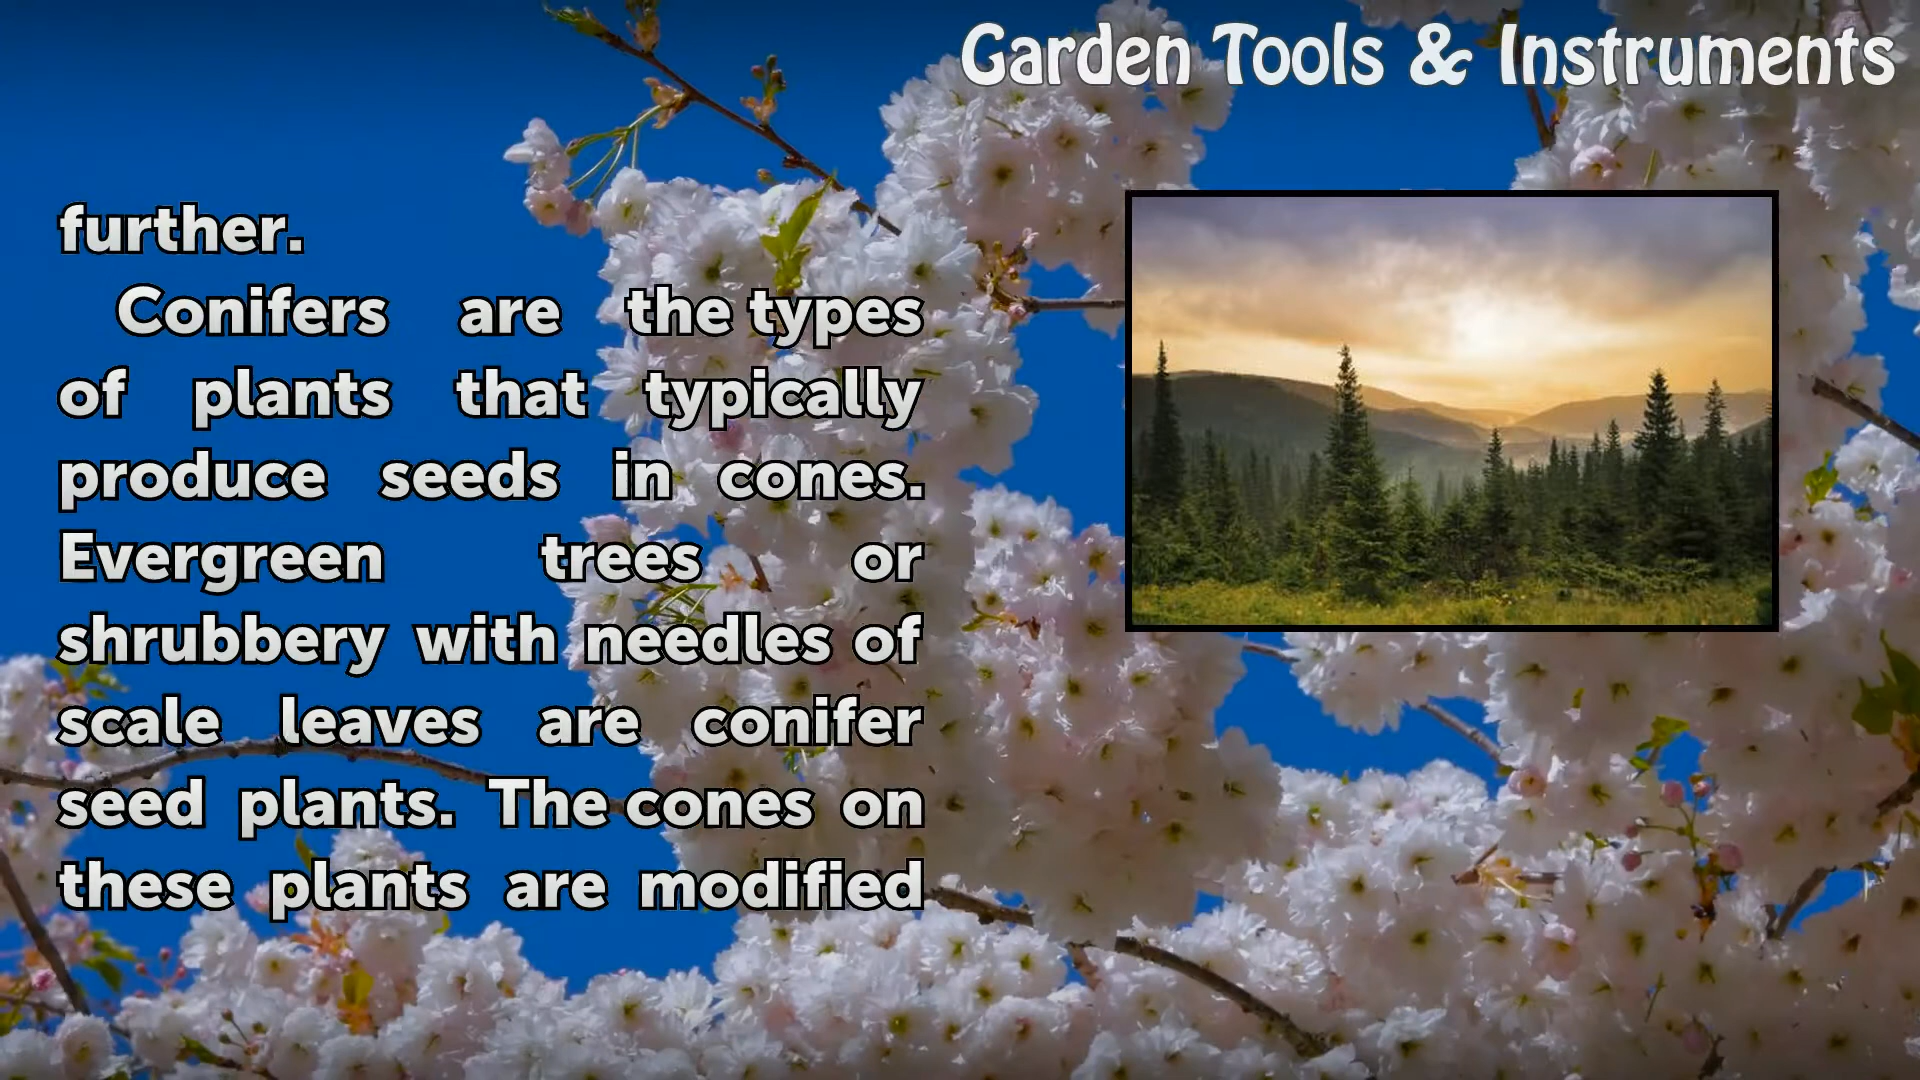 Garden Tools & Instruments
further.
Conifers are the types
of plants that typically
produce seeds in cones.
Evergreen trees or
shrubbery with needles of
scale leaves are conifer
seed plants. The cones on
these plants are modified